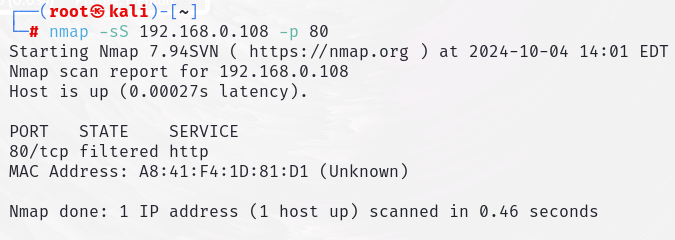 ┌──(root㉿kali)-[~]
└─# nmap -sS 192.168.0.108 -p 80
Starting Nmap 7.94SVN ( https://nmap.org ) at 2024-10-04 14:01 EDT
Nmap scan report for 192.168.0.108
Host is up (0.00027s latency).
PORT   STATE    SERVICE
80/tcp filtered http
MAC Address: A8:41:F4:1D:81:D1 (Unknown)
Nmap done: 1 IP address (1 host up) scanned in 0.46 seconds